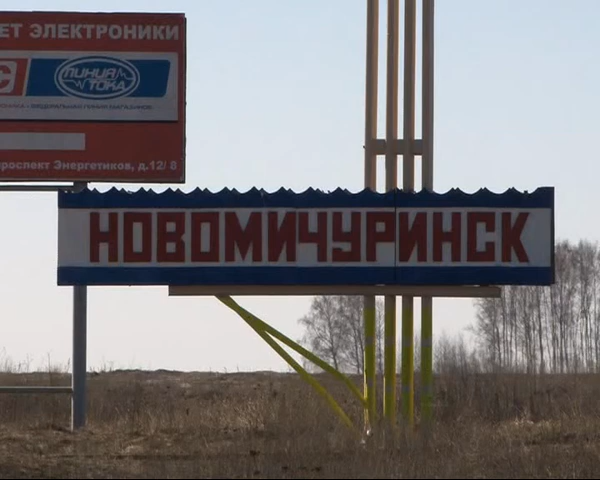 ЕТ ЭЛЕКТРОНИКИ
С
ЛИНИЯ
ТОКА
роспект Энергетиков, д.12/ 8
НОВОМИЧУРИНСК